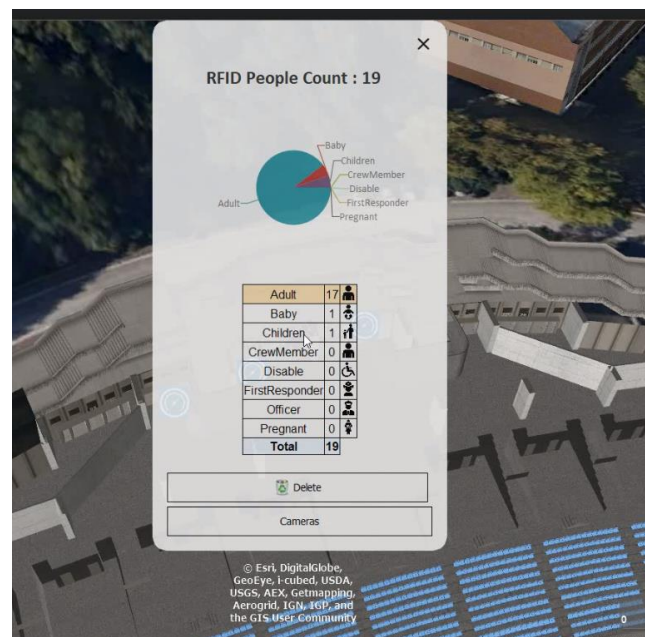 RFID People Count : 19
Baby
Children
CrewMember
Disable
Adult
FirstResponder
Pregnant
Adult 17
Baby 1
Children 1
CrewMember 0
Disable 0
FirstResponder 0
Officer 0
Pregnant 0
Total 19
Delete
Cameras
© Esri, DigitalGlobe,
GeoEye, i-cubed, USDA,
USGS, AEX, Getmapping,
Aerogrid, IGN, IGP, and
the GIS User Community
0